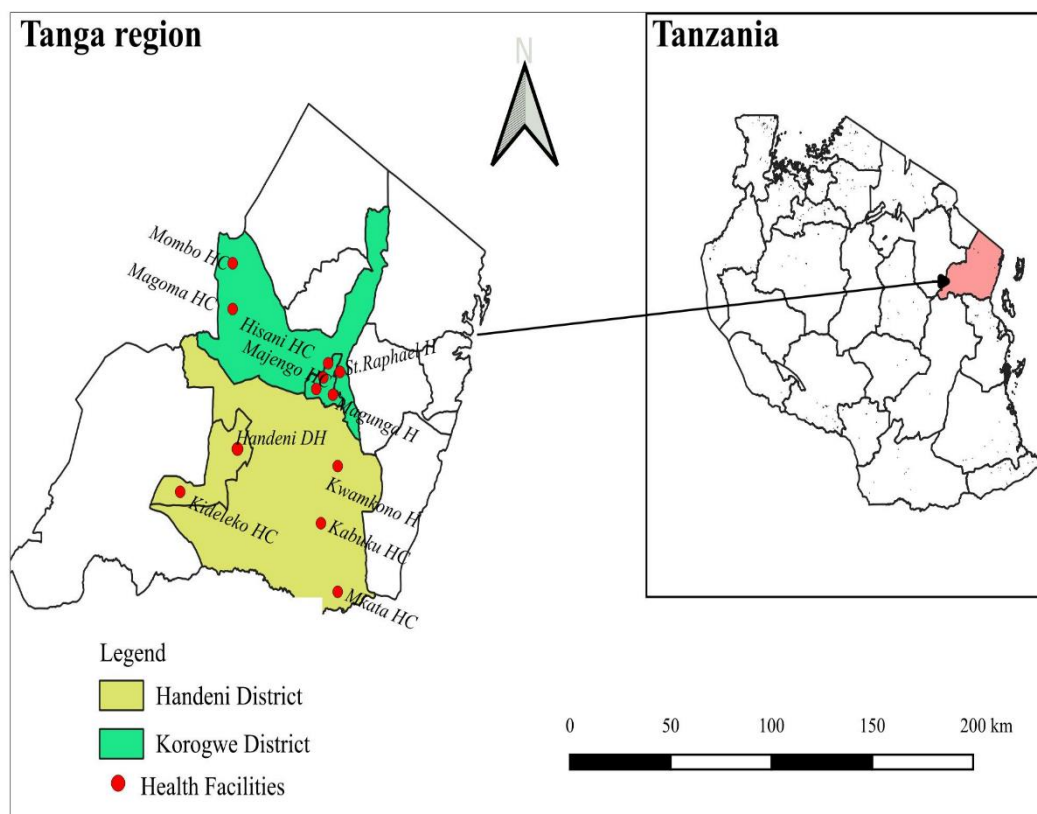 Tanga region
Tanzania
N
Mombo HC
Magoma HC
Hisani HC
Majengo HC
St.Raphael H
Magunga H
Handeni DH
Kwamkono H
Kideleko HC
Kabuku HC
Mkata HC
Legend
Handeni District
Korogwe District
Health Facilities
0 50 100 150 200 km